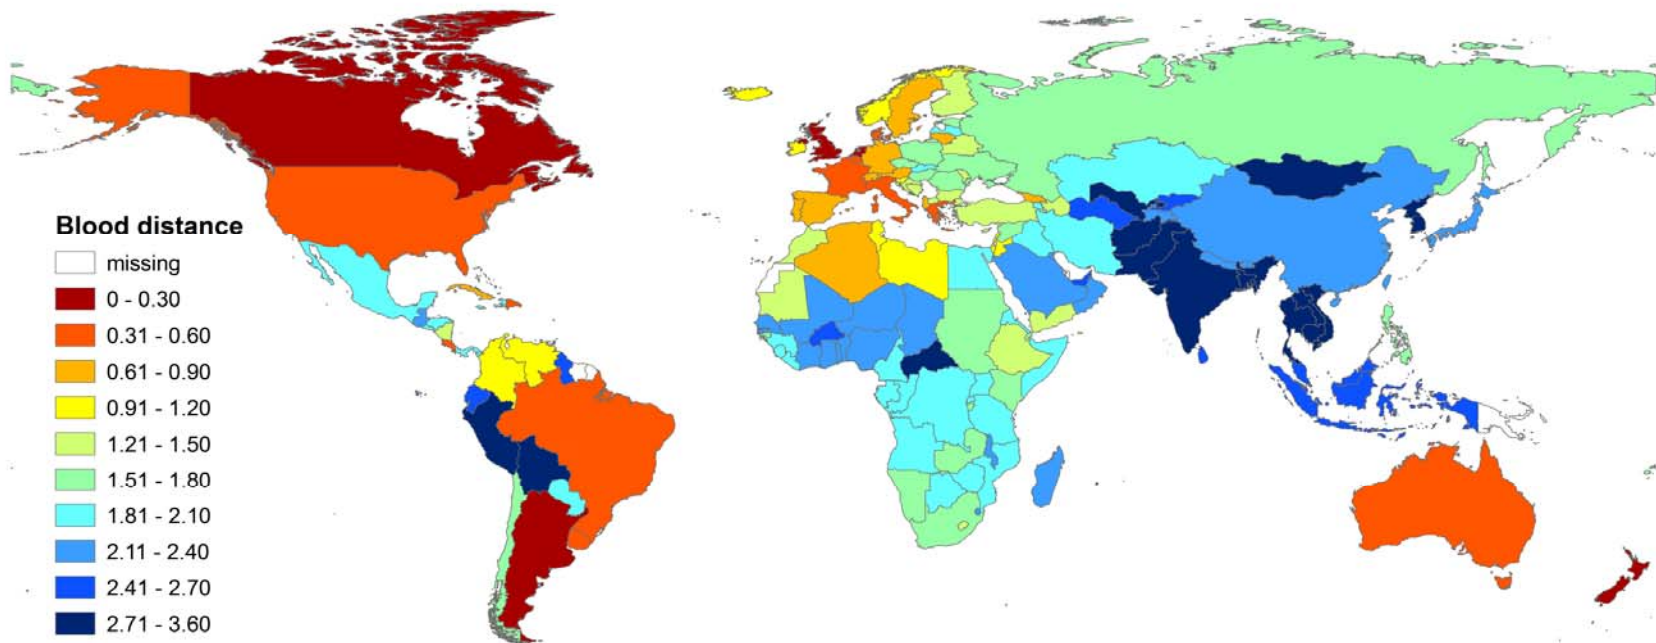 Blood distance
missing
0 - 0.30
0.31 - 0.60
0.61 - 0.90
0.91 - 1.20
1.21 - 1.50
1.51 - 1.80
1.81 - 2.10
2.11 - 2.40
2.41 - 2.70
2.71 - 3.60